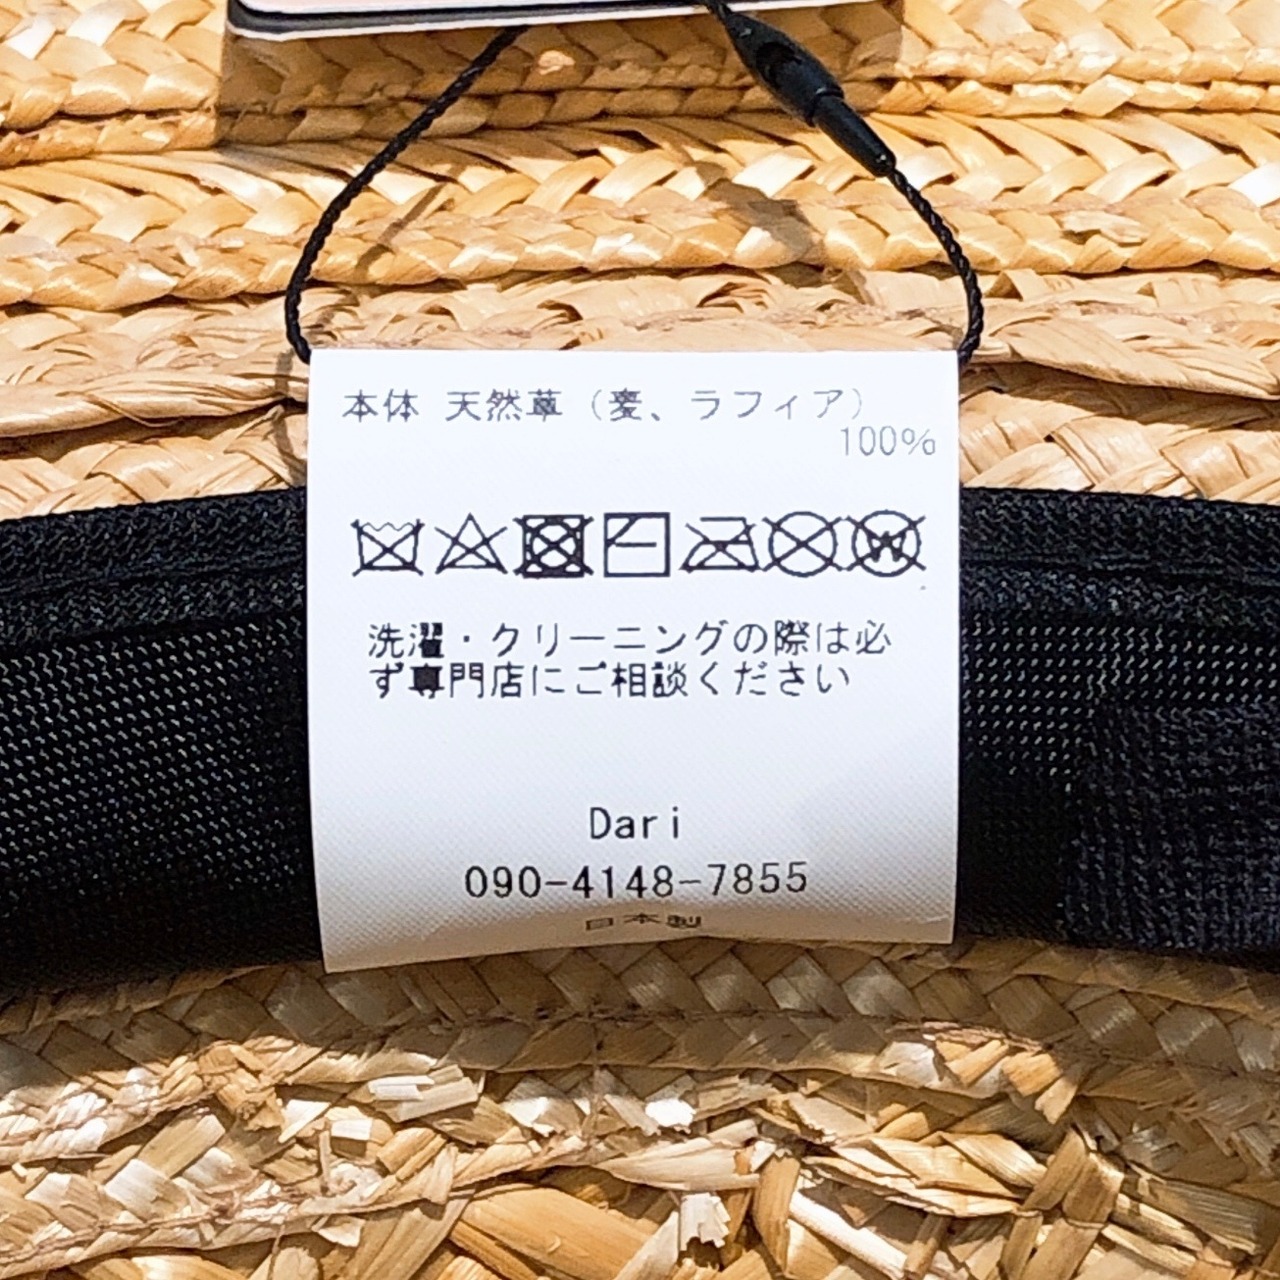 本体 天然草（麦、ラフィア）
100%
洗濯・クリーニングの際は必
ず専門店にご相談ください
Dari
090-4148-7855
日本製